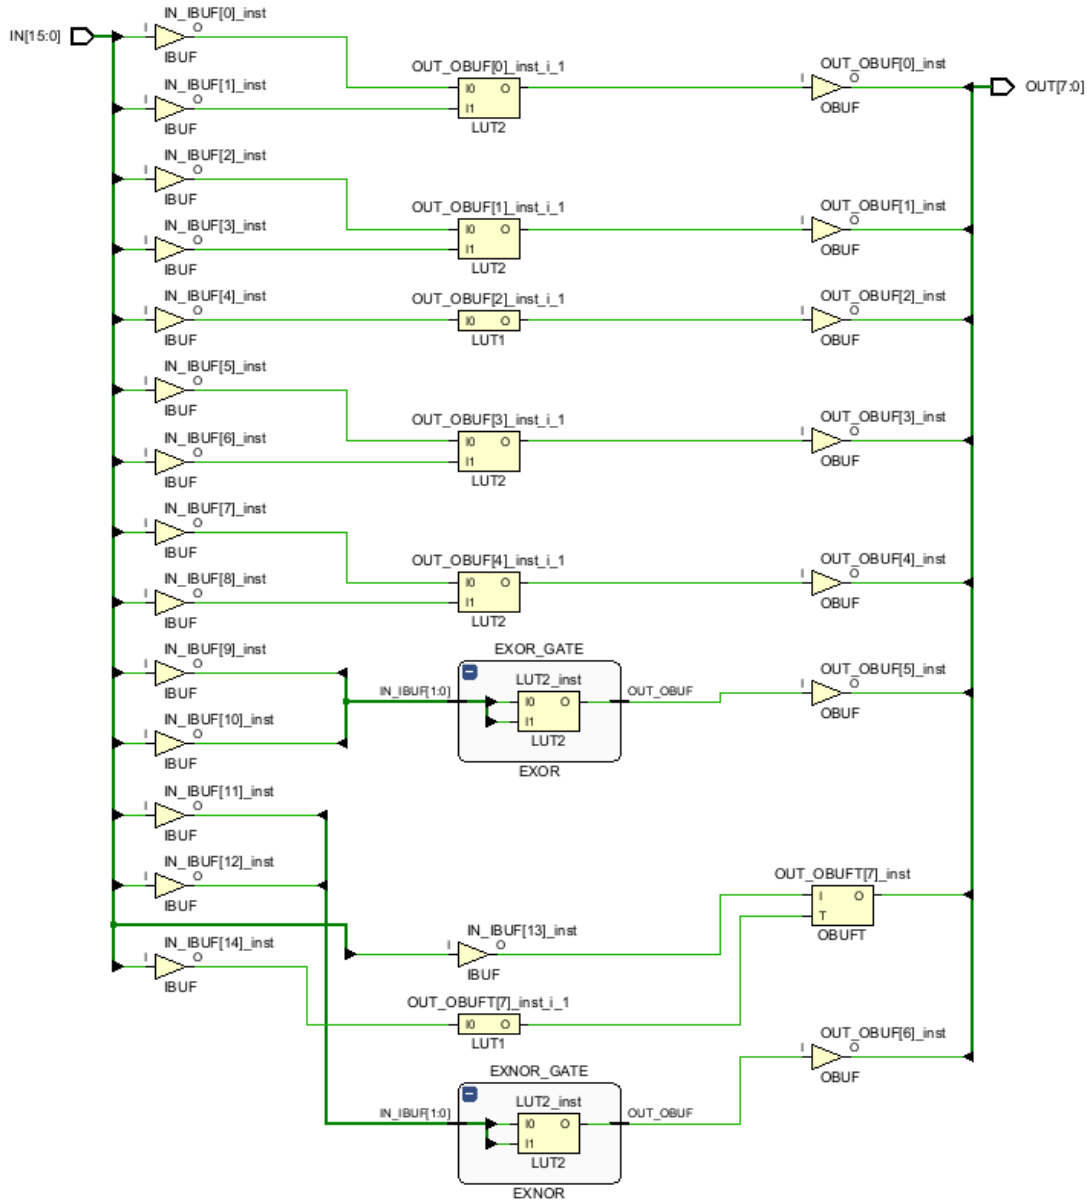 IN[15:0]
I
IN_IBUF[0]_inst
O
IBUF
I
IN_IBUF[1]_inst
O
IBUF
OUT_OBUF[0]_inst_i_1
I0
O
I1
LUT2
I
OUT_OBUF[0]_inst
O
OBUF
OUT[7:0]
I
IN_IBUF[2]_inst
O
IBUF
I
IN_IBUF[3]_inst
O
IBUF
OUT_OBUF[1]_inst_i_1
I0
O
I1
LUT2
I
OUT_OBUF[1]_inst
O
OBUF
I
IN_IBUF[4]_inst
O
IBUF
OUT_OBUF[2]_inst_i_1
I0
O
LUT1
I
OUT_OBUF[2]_inst
O
OBUF
I
IN_IBUF[5]_inst
O
IBUF
I
IN_IBUF[6]_inst
O
IBUF
OUT_OBUF[3]_inst_i_1
I0
O
I1
LUT2
I
OUT_OBUF[3]_inst
O
OBUF
I
IN_IBUF[7]_inst
O
IBUF
I
IN_IBUF[8]_inst
O
IBUF
OUT_OBUF[4]_inst_i_1
I0
O
I1
LUT2
I
OUT_OBUF[4]_inst
O
OBUF
I
IN_IBUF[9]_inst
O
IBUF
I
IN_IBUF[10]_inst
O
IBUF
EXOR_GATE
IN_IBUF[1:0]
LUT2_inst
I0
O
I1
LUT2
OUT_OBUF
EXOR
I
OUT_OBUF[5]_inst
O
OBUF
I
IN_IBUF[11]_inst
O
IBUF
I
IN_IBUF[12]_inst
O
IBUF
I
IN_IBUF[14]_inst
O
IBUF
I
IN_IBUF[13]_inst
O
IBUF
OUT_OBUFT[7]_inst
I
O
T
OBUFT
OUT_OBUFT[7]_inst_i_1
I0
O
LUT1
I
OUT_OBUF[6]_inst
O
OBUF
EXNOR_GATE
IN_IBUF[1:0]
LUT2_inst
I0
O
I1
LUT2
OUT_OBUF
EXNOR